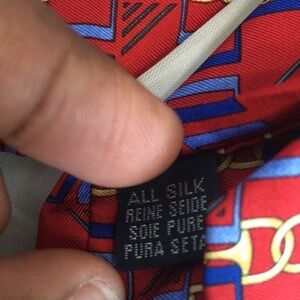 ALL SILK
REINE SEIDE
SOIE PURE
PURA SETA